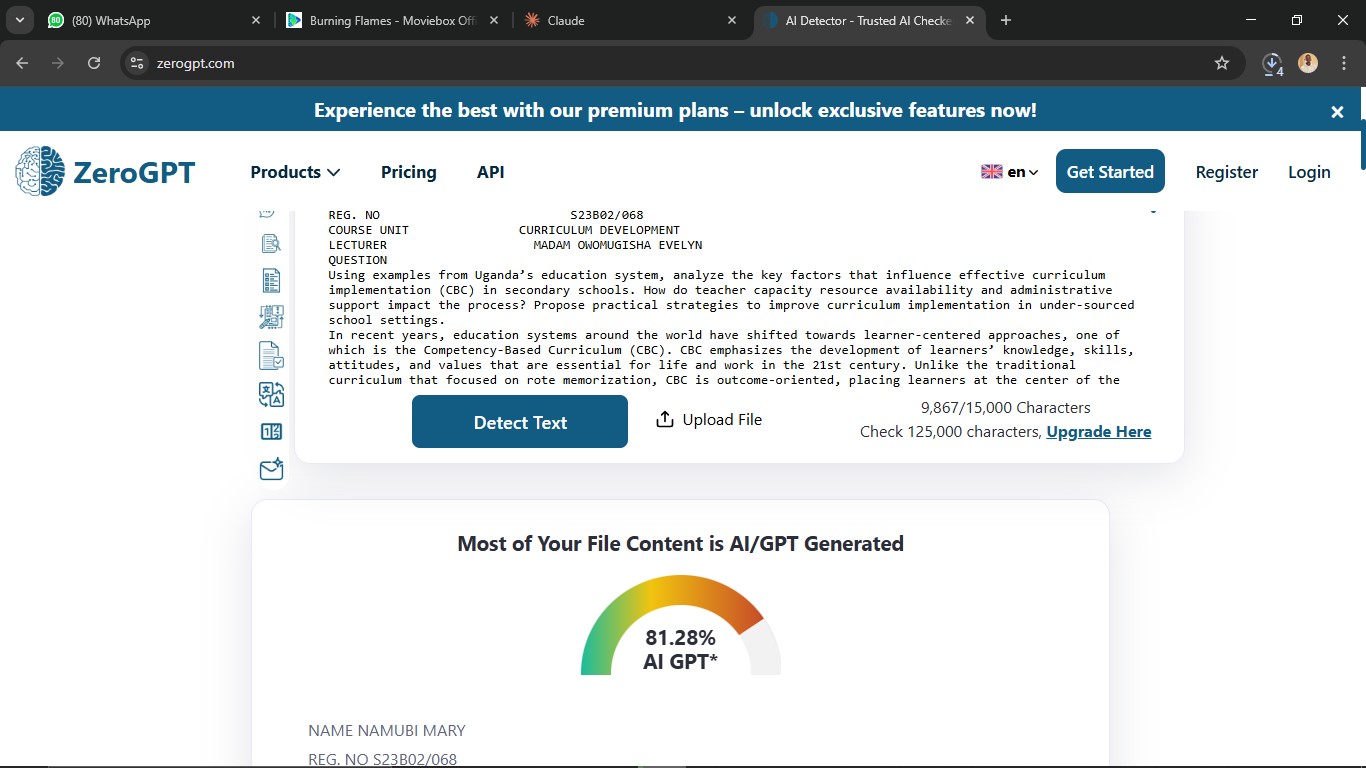 (80) WhatsApp
Burning Flames - Moviebox Off
Claude
AI Detector - Trusted AI Checke
zerogpt.com
4
Experience the best with our premium plans – unlock exclusive features now!
ZeroGPT
Products
Pricing
API
en
Get Started
Register
Login
REG. NO S23B02/068
COURSE UNIT CURRICULUM DEVELOPMENT
LECTURER MADAM OWOMUGISHA EVELYN
QUESTION
Using examples from Uganda’s education system, analyze the key factors that influence effective curriculum
implementation (CBC) in secondary schools. How do teacher capacity resource availability and administrative
support impact the process? Propose practical strategies to improve curriculum implementation in under-sourced
school settings.
In recent years, education systems around the world have shifted towards learner-centered approaches, one of
which is the Competency-Based Curriculum (CBC). CBC emphasizes the development of learners’ knowledge, skills,
attitudes, and values that are essential for life and work in the 21st century. Unlike the traditional
curriculum that focused on rote memorization, CBC is outcome-oriented, placing learners at the center of the
Detect Text
Upload File
9,867/15,000 Characters
Check 125,000 characters, Upgrade Here
Most of Your File Content is AI/GPT Generated
81.28%
AI GPT*
NAME NAMUBI MARY
REG. NO S23B02/068